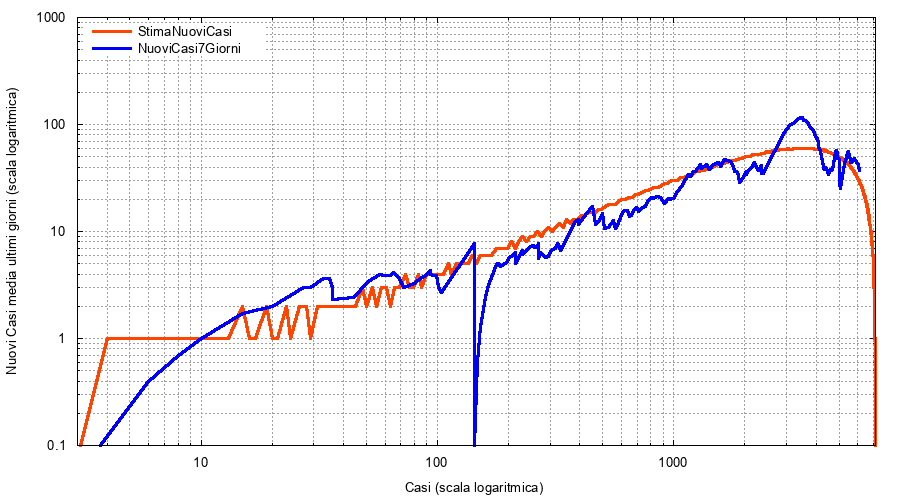 1000
StimaNuoviCasi
NuoviCasi7Giorni
100
10
1
0.1
Nuovi Casi media ultimi giorni (scala logaritmica)
10
100
1000
Casi (scala logaritmica)